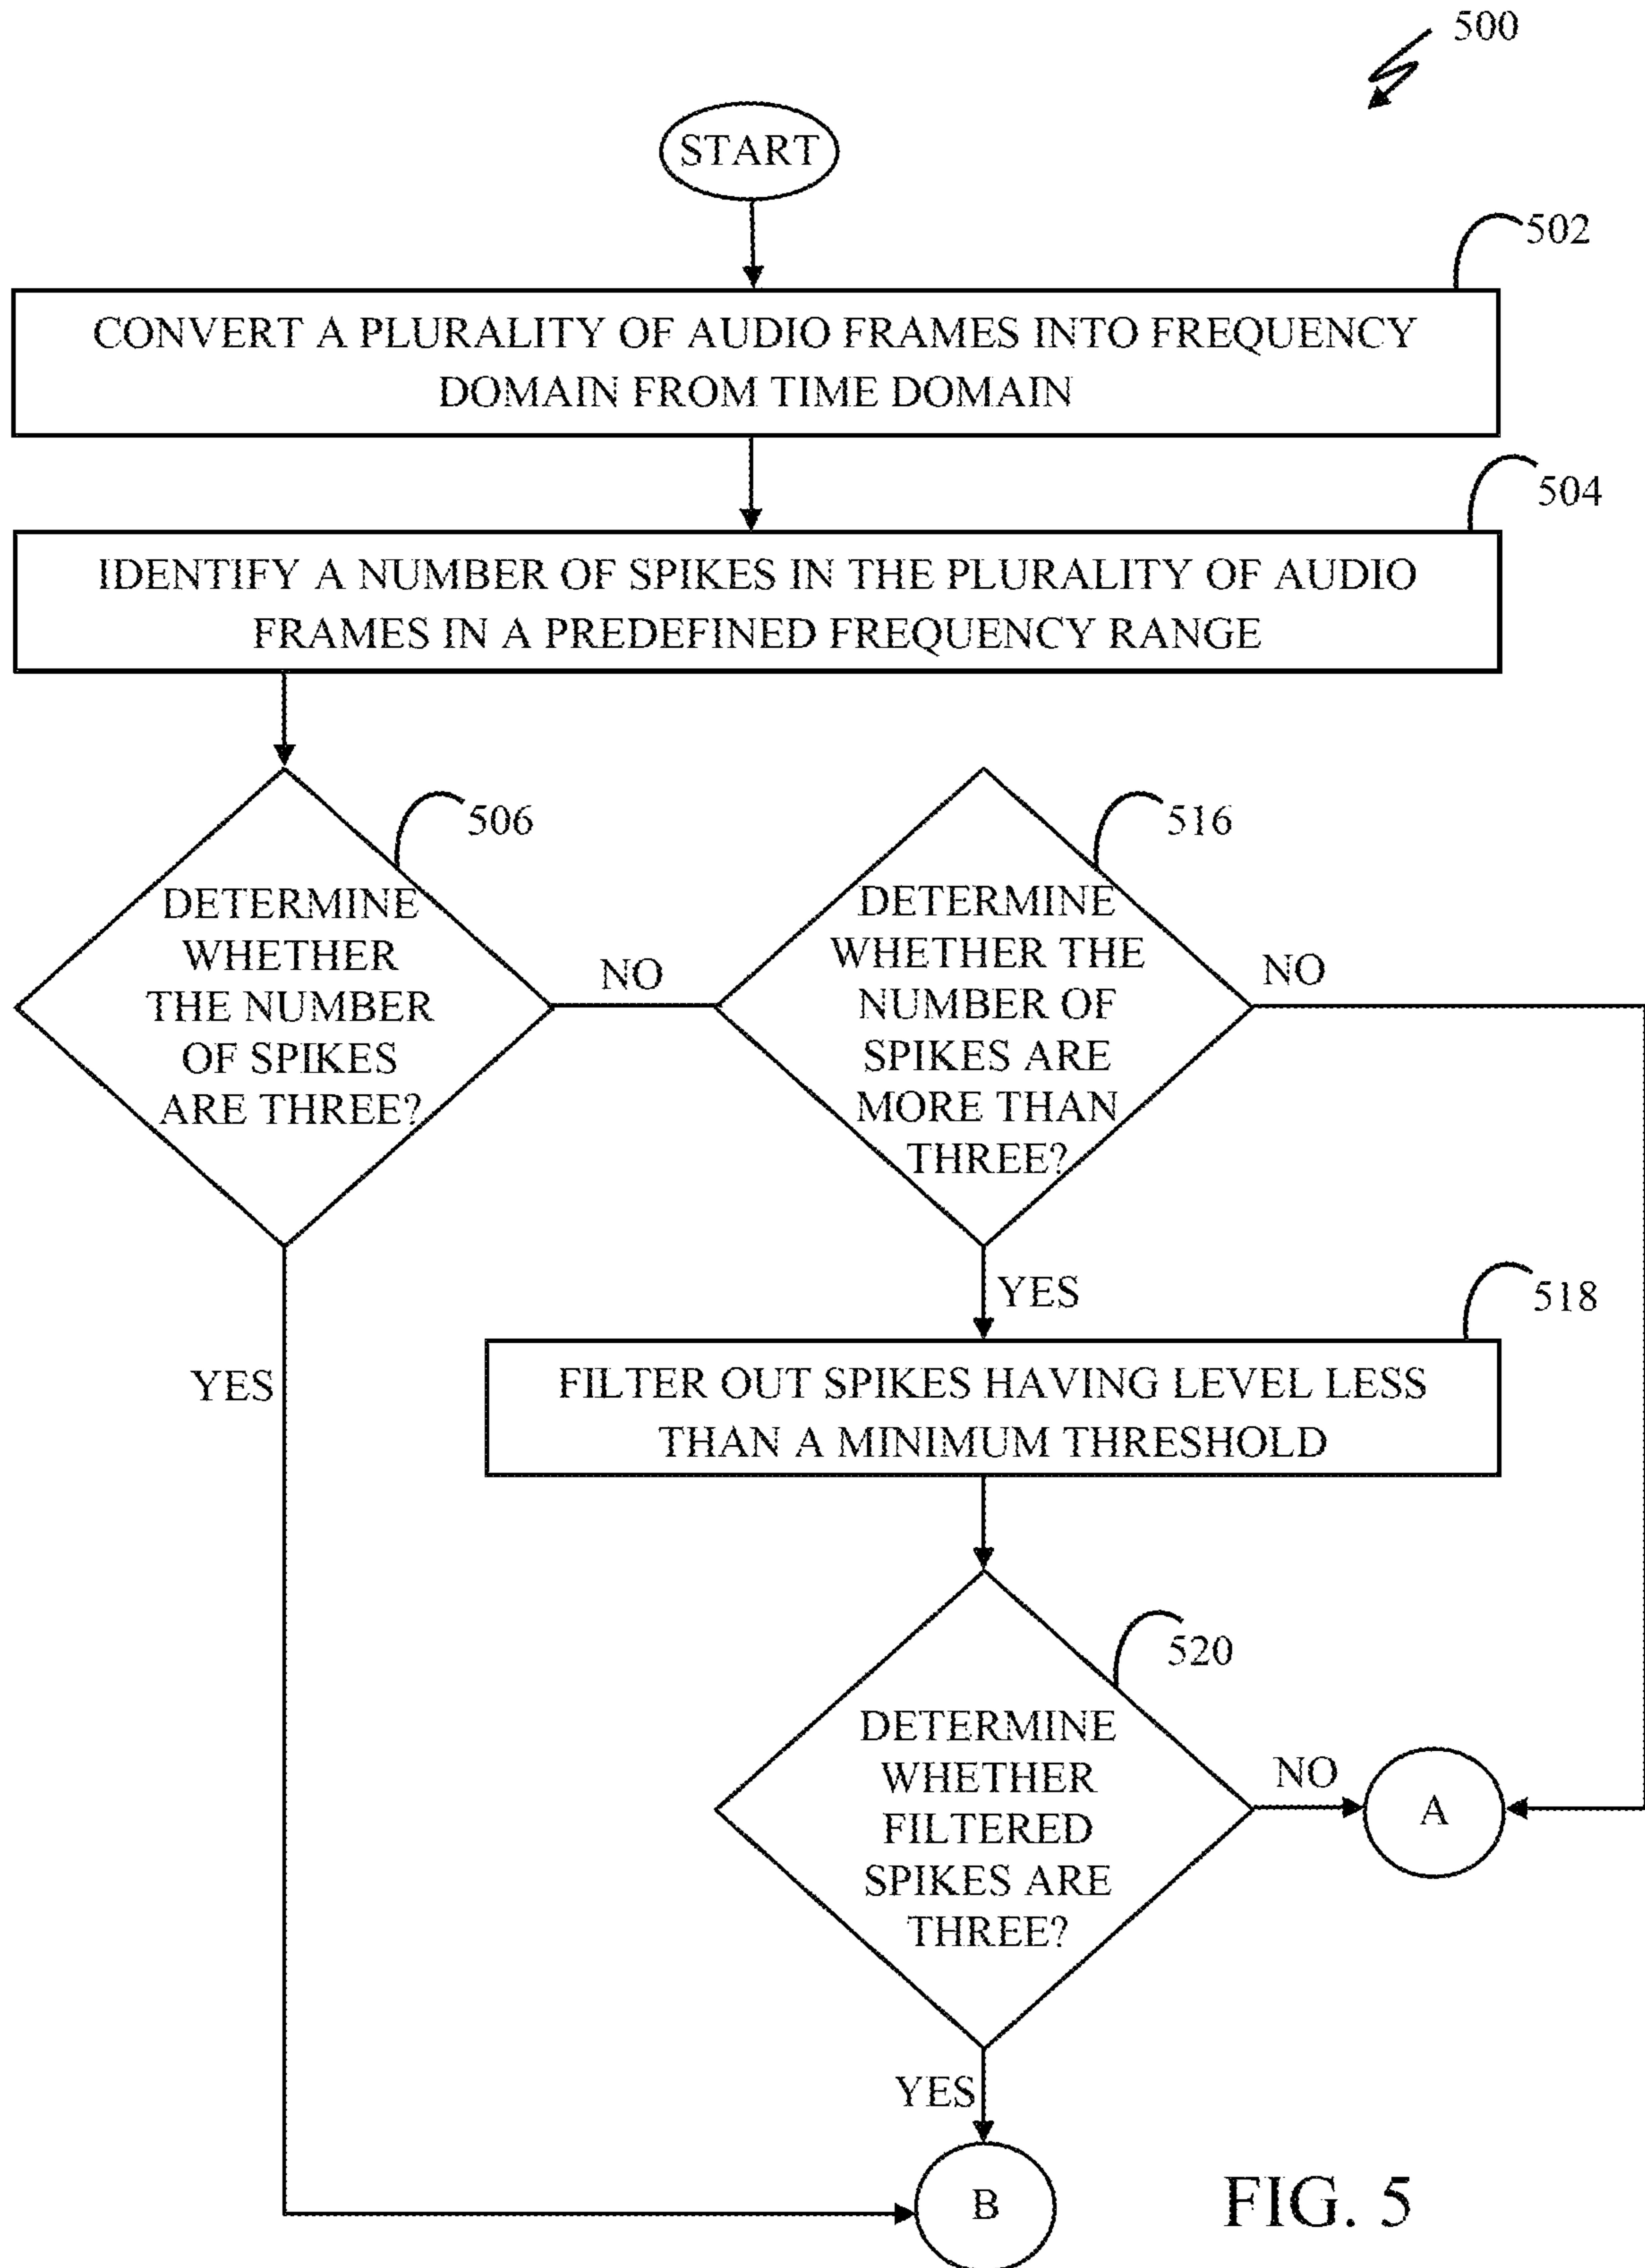 500
START
502
CONVERT A PLURALITY OF AUDIO FRAMES INTO FREQUENCY
DOMAIN FROM TIME DOMAIN
504
IDENTIFY A NUMBER OF SPIKES IN THE PLURALITY OF AUDIO
FRAMES IN A PREDEFINED FREQUENCY RANGE
506
DETERMINE
WHETHER
THE NUMBER
OF SPIKES
ARE THREE?
NO
516
DETERMINE
WHETHER THE
NUMBER OF
SPIKES ARE
MORE THAN
THREE?
NO
YES
YES
518
FILTER OUT SPIKES HAVING LEVEL LESS
THAN A MINIMUM THRESHOLD
520
DETERMINE
WHETHER
FILTERED
SPIKES ARE
THREE?
NO
A
YES
B
FIG. 5